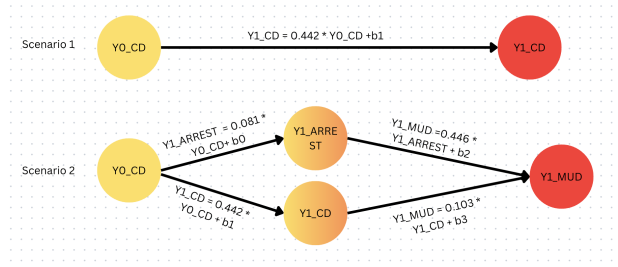 Scenario 1
Y0_CD
Y1_CD = 0.442 * Y0_CD +b1
Y1_CD
Scenario 2
Y0_CD
Y1_ARREST = 0.081 *
Y0_CD+ b0
Y1_CD = 0.442 *
Y0_CD + b1
Y1_ARRE
ST
Y1_CD
Y1_MUD =0.446 *
Y1_ARREST + b2
Y1_MUD = 0.103 *
Y1_CD + b3
Y1_MUD